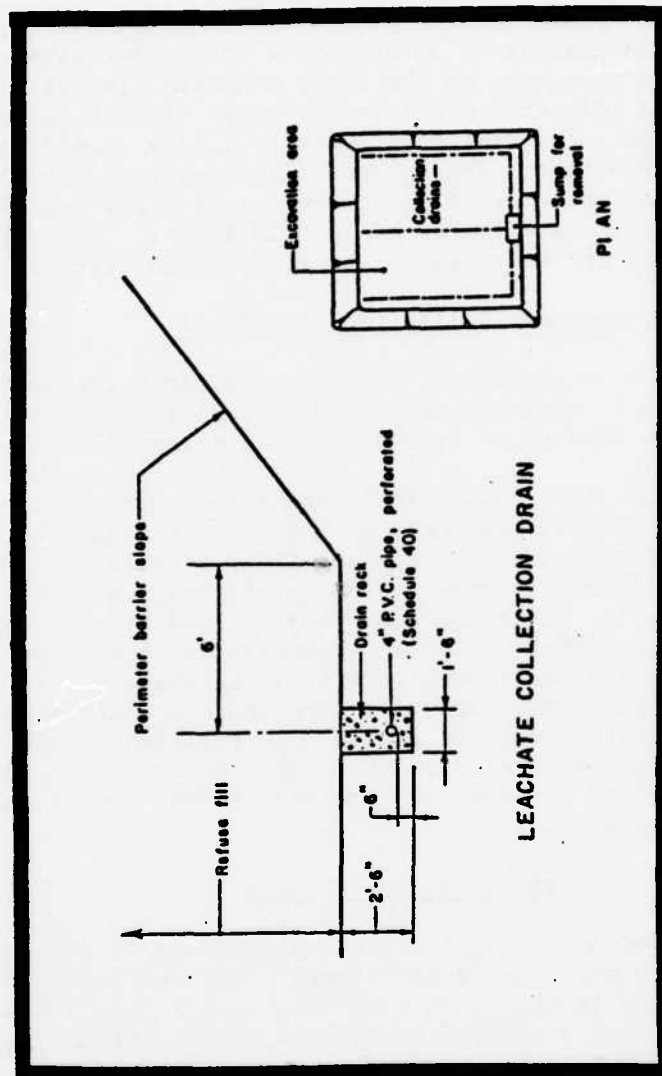 Perimeter barrier slope
Refuse fill
6'
Drain rock
4" P.V.C. pipe, perforated
(Schedule 40)
6"
2'-6"
1'-6"
LEACHATE COLLECTION DRAIN
Excavation area
Collection
drains
Sump for
removal
PLAN